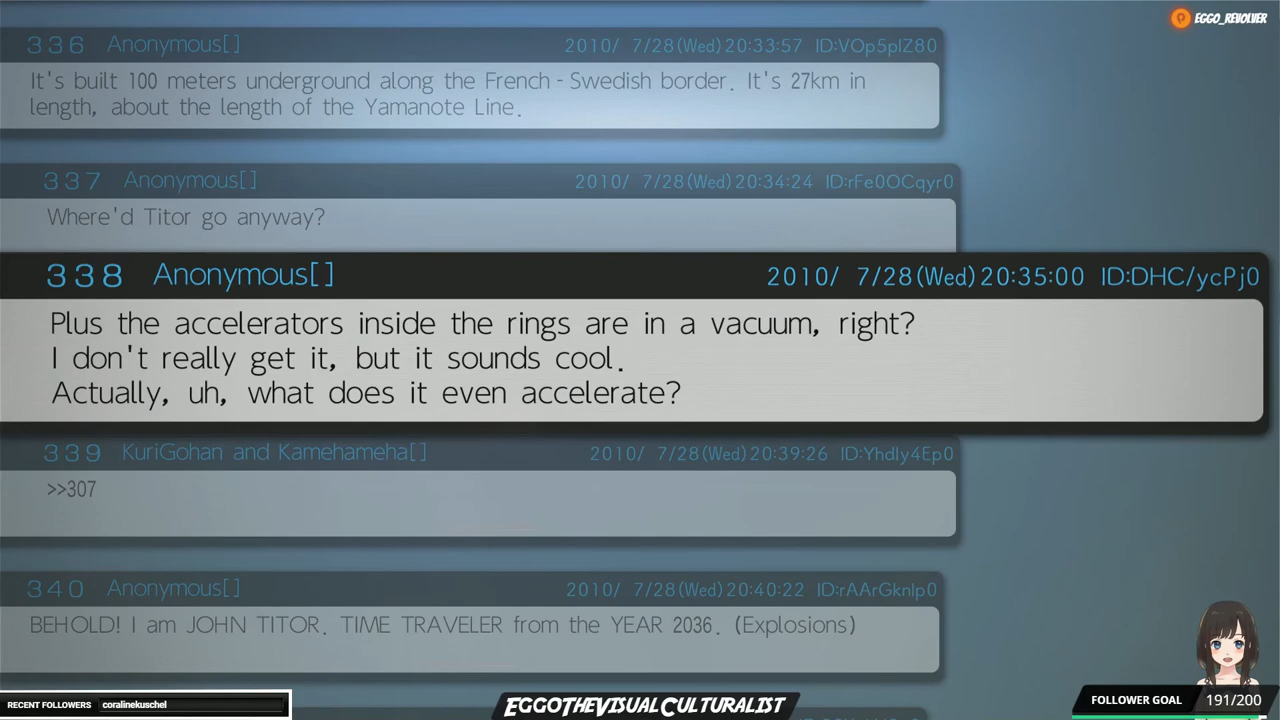 EGGO_REVOLVER
336 Anonymous[] 2010/ 7/28(Wed)20:33:57 ID:VOp5pIZ80
It's built 100 meters underground along the French-Swedish border. It's 27km in
length, about the length of the Yamanote Line.
337 Anonymous[] 2010/ 7/28(Wed)20:34:24 ID:rFe0OCqyr0
Where'd Titor go anyway?
338 Anonymous[] 2010/ 7/28(Wed)20:35:00 ID:DHC/ycPj0
Plus the accelerators inside the rings are in a vacuum, right?
I don't really get it, but it sounds cool.
Actually, uh, what does it even accelerate?
339 KuriGohan and Kamehameha[] 2010/ 7/28(Wed)20:39:26 ID:Yhdly4Ep0
>>307
340 Anonymous[] 2010/ 7/28(Wed)20:40:22 ID:rAArGknIp0
BEHOLD! I am JOHN TITOR. TIME TRAVELER from the YEAR 2036. (Explosions)
RECENT FOLLOWERS coralinekuschel
EGGOTHEVISUALCULTURALIST
FOLLOWER GOAL 191/200